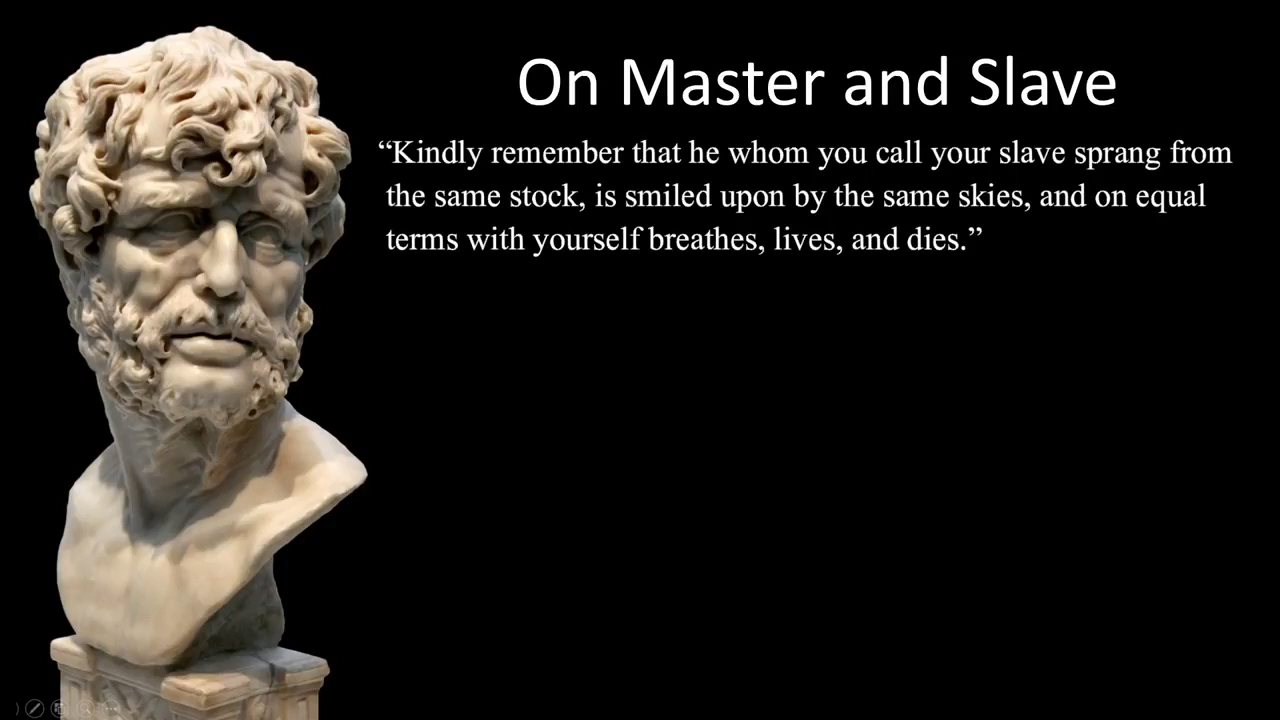 On Master and Slave
“Kindly remember that he whom you call your slave sprang from
the same stock, is smiled upon by the same skies, and on equal
terms with yourself breathes, lives, and dies.”